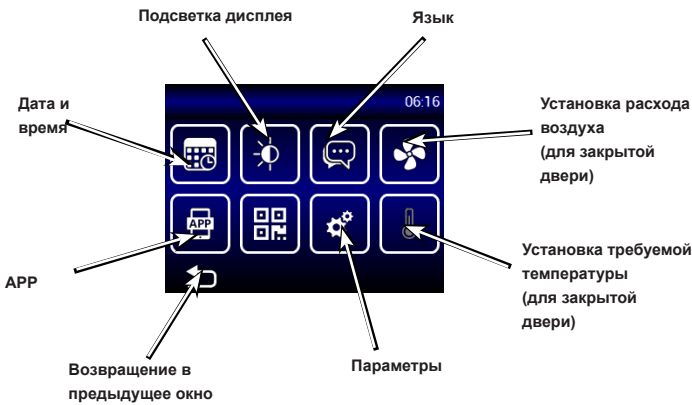 Подсветка дисплея
Язык
Дата и
время
06:16
Установка расхода
воздуха
(для закрытой
двери)
APP
APP
Установка требуемой
температуры
(для закрытой
двери)
Возвращение в
предыдущее окно
Параметры